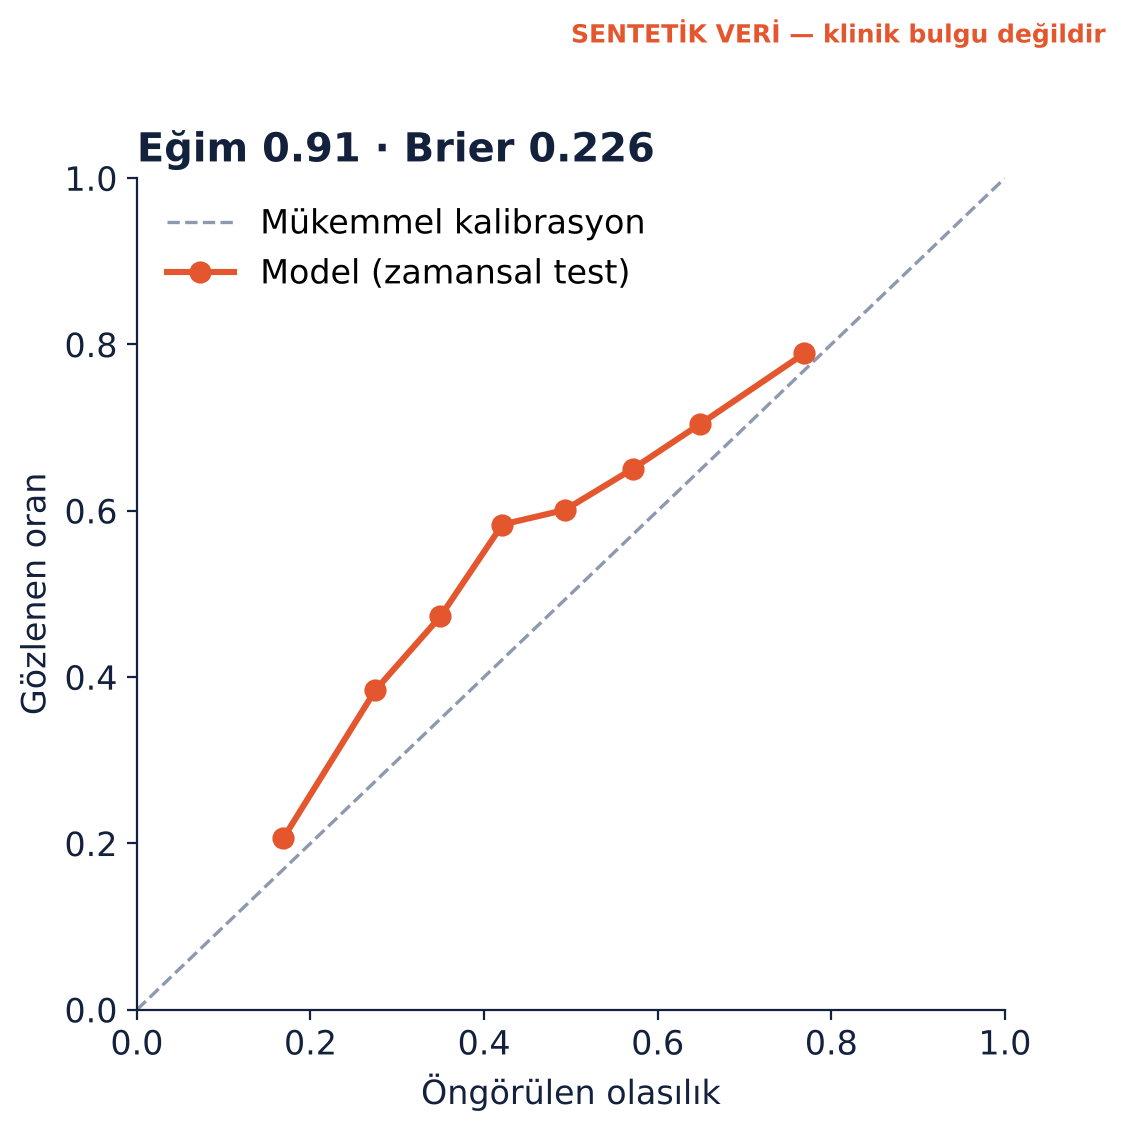 SENTETİK VERİ — klinik bulgu değildir
Eğim 0.91 · Brier 0.226
Mükemmel kalibrasyon
Model (zamansal test)
1.0
0.8
0.6
0.4
0.2
0.0
Gözlenen oran
0.0 0.2 0.4 0.6 0.8 1.0
Öngörülen olasılık